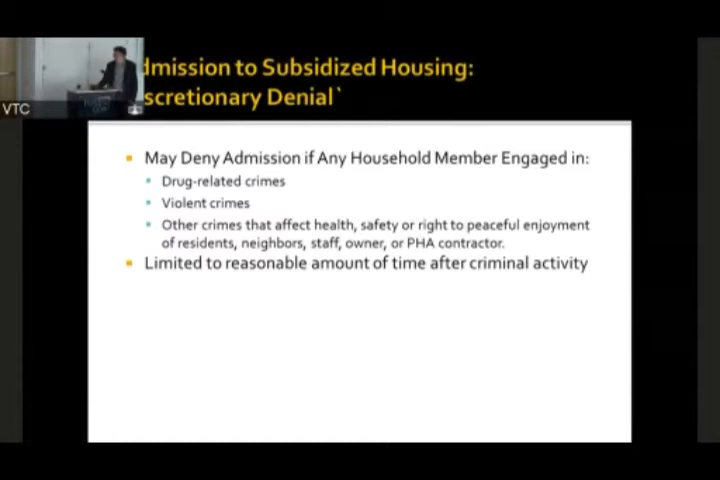 dmission to Subsidized Housing:
scretionary Denial`
VTC
May Deny Admission if Any Household Member Engaged in:
Drug-related crimes
Violent crimes
Other crimes that affect health, safety or right to peaceful enjoyment
of residents, neighbors, staff, owner, or PHA contractor.
Limited to reasonable amount of time after criminal activity